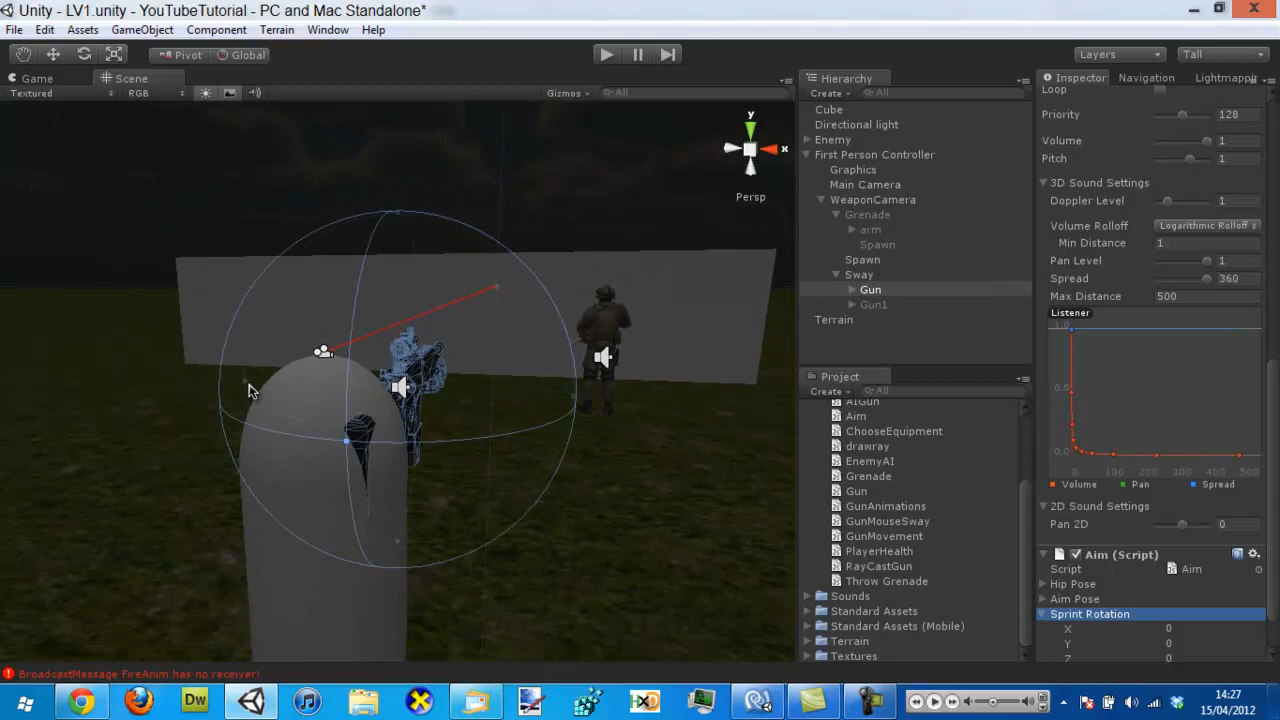 Unity - LV1.unity - YouTubeTutorial - PC and Mac Standalone*
File Edit Assets GameObject Component Terrain Window Help
Pivot Global Layers Tall
Game Scene
Textured RGB Gizmos All
y
x
Persp
Hierarchy
Create All
Cube
Directional light
Enemy
First Person Controller
Graphics
Main Camera
WeaponCamera
Grenade
arm
Spawn
Spawn
Sway
Gun
Gun1
Terrain
Project
Create All
AIGun
Aim
ChooseEquipment
drawray
EnemyAI
Grenade
Gun
GunAnimations
GunMouseSway
GunMovement
PlayerHealth
RayCastGun
Throw Grenade
Sounds
Standard Assets
Standard Assets (Mobile)
Terrain
Textures
Inspector Navigation Lightmappir
Loop
Priority 128
Volume 1
Pitch 1
3D Sound Settings
Doppler Level 1
Volume Rolloff Logarithmic Rolloff
Min Distance 1
Pan Level 1
Spread 360
Max Distance 500
Listener
1.0
0.5
0.0
0 100 200 300 400 500
Volume Pan Spread
2D Sound Settings
Pan 2D 0
Aim (Script)
Script Aim
Hip Pose
Aim Pose
Sprint Rotation
X 0
Y 0
Z 0
BroadcastMessage FireAnim has no receiver!
Dw
14:27
15/04/2012